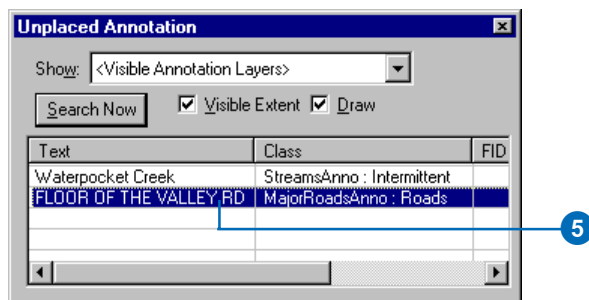 Unplaced Annotation
Show: <Visible Annotation Layers>
Search Now Visible Extent Draw
Text Class FID
Waterpocket Creek StreamsAnno : Intermittent
FLOOR OF THE VALLEY RD MajorRoadsAnno : Roads
5